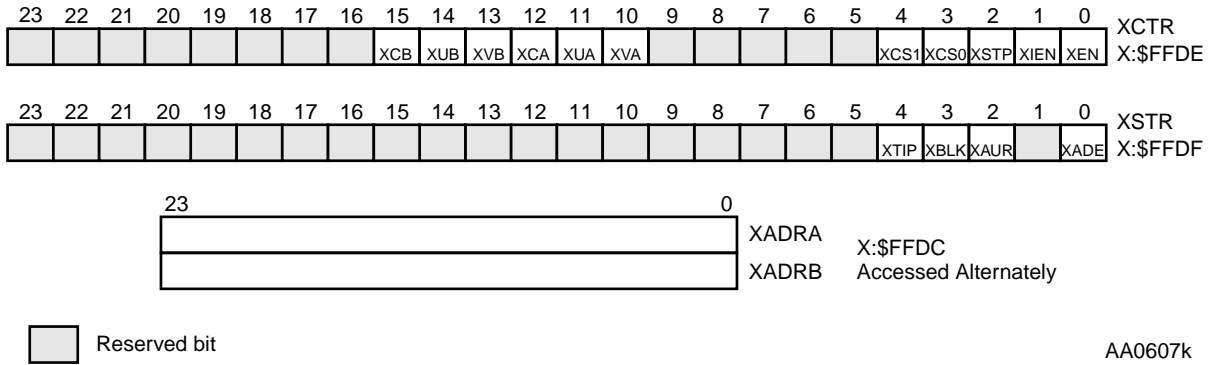 23 22 21 20 19 18 17 16 15 14 13 12 11 10 9 8 7 6 5 4 3 2 1 0
XCTR
XCB XUB XVB XCA XUA XVA XCS1 XCS0 XSTP XIEN XEN X:$FFDE
23 22 21 20 19 18 17 16 15 14 13 12 11 10 9 8 7 6 5 4 3 2 1 0
XSTR
XTIP XBLK XAUR XADE X:$FFDF
23 0
XADRA
X:$FFDC
XADRB Accessed Alternately
Reserved bit
AA0607k